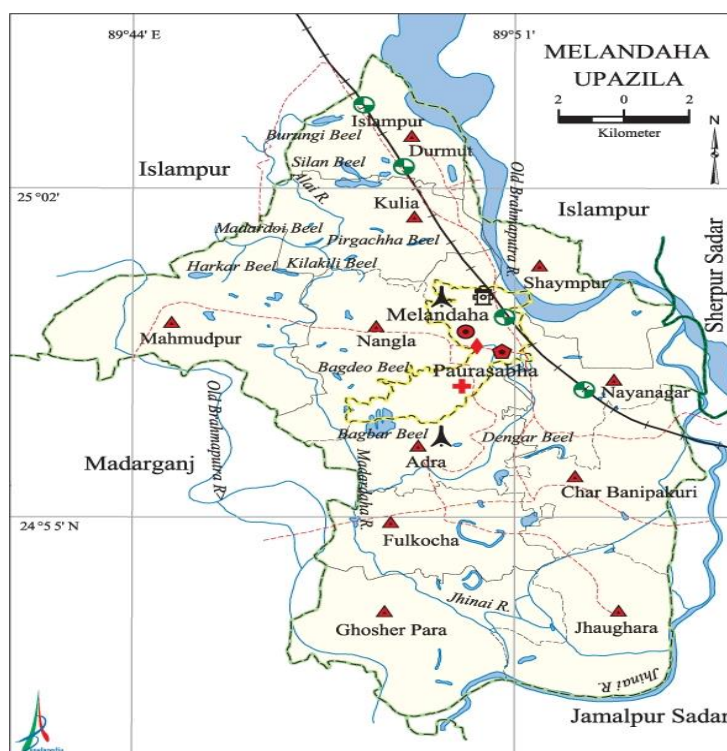 89°44 E
89°5 1
MELANDAHA
UPAZILA
2 0 2
Kilometer
N
Islampur
Burungi Beel
Durmut
Silan Beel
Islampur
Alai R.
Old Brahmaputra R.
25 °02'
Kulia
Islampur
Madardoi Beel
Pirgachha Beel
Harkar Beel
Kilakili Beel
Shaympur
Sherpur Sadar
Melandaha
Mahmudpur
Nangla
Paurasabha
Bagdeo Beel
Nayanagar
Old Brahmaputra R
Bagbar Beel
Dengar Beel
Madarganj
Adra
Madardaha R.
Char Banipakuri
24 °5 5' N
Fulkocha
Jhinai R.
Ghosher Para
Jhaughara
Jhinai R.
Jamalpur Sadar